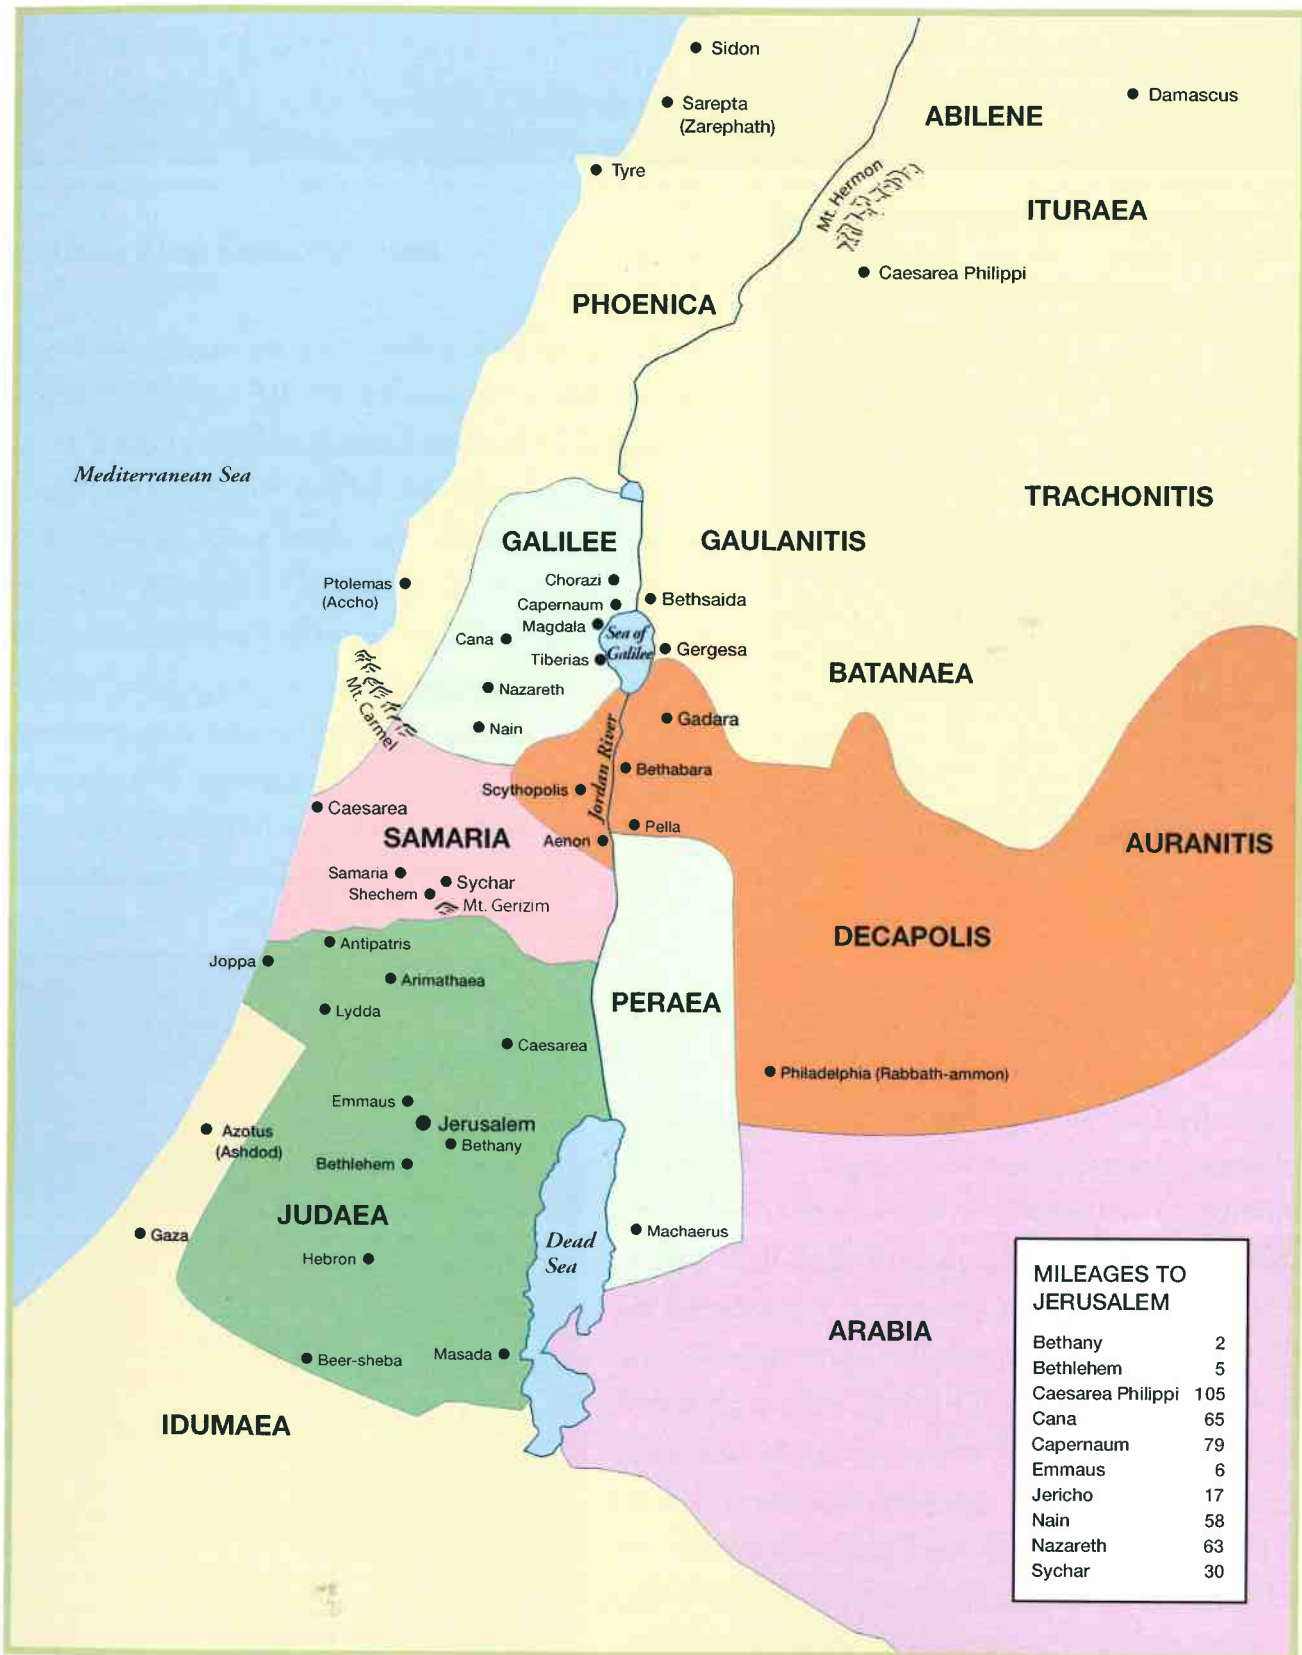 Sidon
Sarepta
(Zarephath)
Tyre
ABILENE
Damascus
Mt. Hermon
ITURAEA
Caesarea Philippi
PHOENICA
Mediterranean Sea
TRACHONITIS
GALILEE
GAULANITIS
Ptolemas
(Accho)
Chorazi
Capernaum
Bethsaida
Magdala
Cana
Sea of
Galilee
Tiberias
Gergesa
BATANAEA
Nazareth
Mt. Carmel
Nain
Gadara
Jordan River
Bethabara
Scythopolis
Caesarea
SAMARIA
Aenon
Pella
AURANITIS
Samaria
Sychar
Shechem
Mt. Gerizim
DECAPOLIS
Antipatris
Joppa
Arimathaea
Lydda
PERAEA
Caesarea
Philadelphia (Rabbath-ammon)
Emmaus
Jerusalem
Azotus
(Ashdod)
Bethany
Bethlehem
JUDAEA
Gaza
Machaerus
Dead
Sea
Hebron
ARABIA
Beer-sheba
Masada
IDUMAEA
MILEAGES TO
JERUSALEM
Bethany 2
Bethlehem 5
Caesarea Philippi 105
Cana 65
Capernaum 79
Emmaus 6
Jericho 17
Nain 58
Nazareth 63
Sychar 30